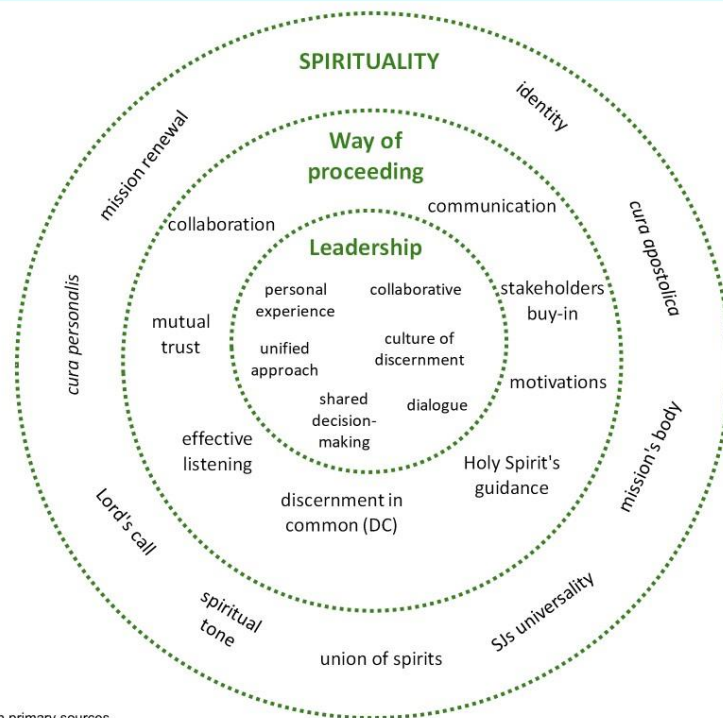 SPIRITUALITY
identity
mission renewal
cura apostolica
cura personalis
mission's body
Lord's call
SJs universality
spiritual
tone
union of spirits
Way of
proceeding
communication
collaboration
stakeholders
buy-in
mutual
trust
motivations
effective
listening
Holy Spirit's
guidance
discernment in
common (DC)
Leadership
personal
experience
collaborative
unified
approach
culture of
discernment
shared
decision-
making
dialogue
primary sources